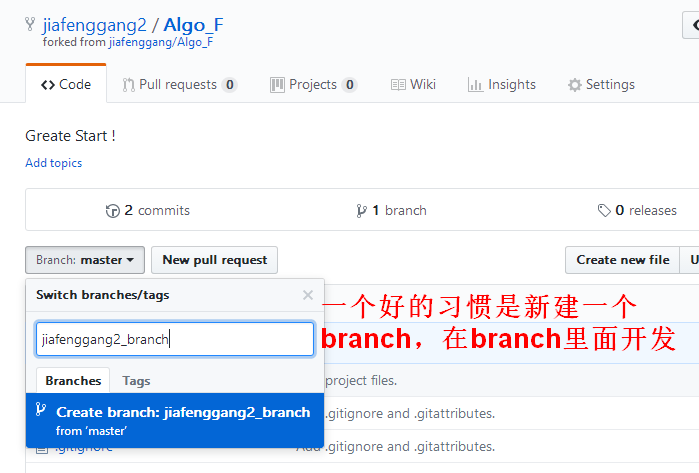 jiafenggang2 / Algo_F
forked from jiafenggang/Algo_F
Code Pull requests 0 Projects 0 Wiki Insights Settings
Greate Start !
Add topics
2 commits 1 branch 0 releases
Branch: master New pull request Create new file
Switch branches/tags
一个好的习惯是新建一个
branch，在branch里面开发
jiafenggang2_branch
Branches Tags
project files.
Create branch: jiafenggang2_branch
from ‘master’
.gitignore and .gitattributes.
.gitignore Add .gitignore and .gitattributes.